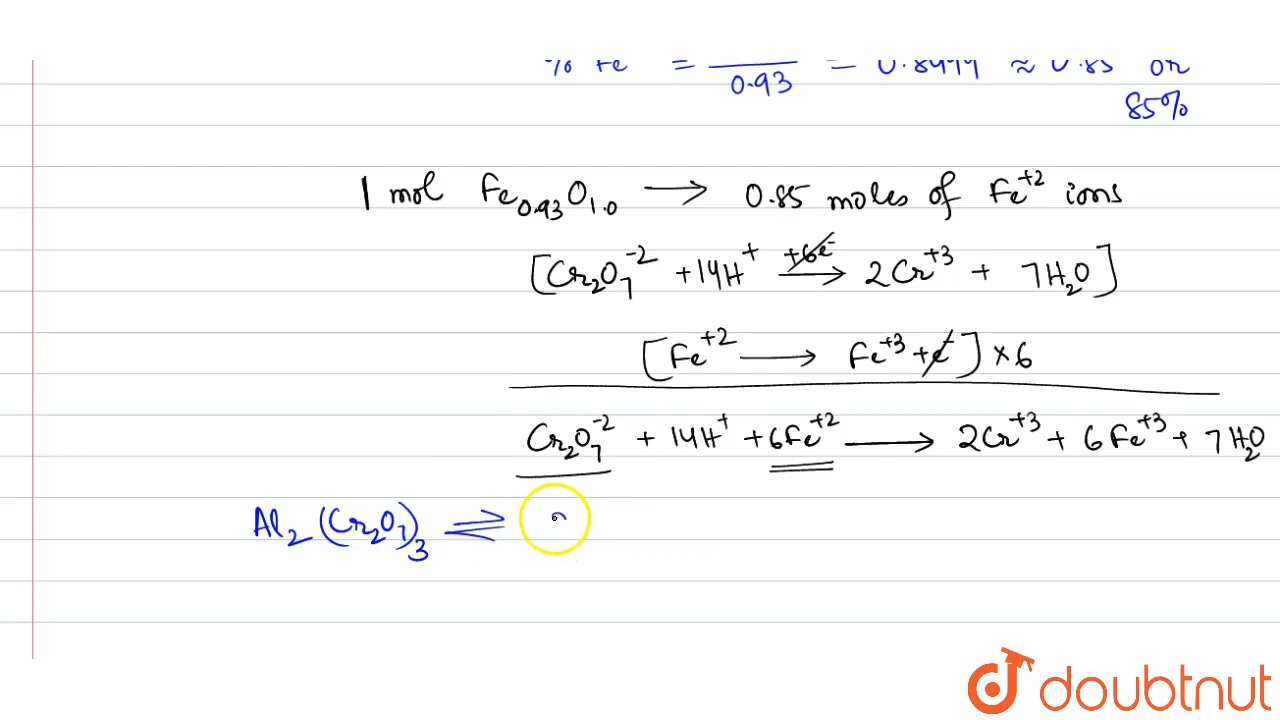 % Fe = / 0.93 = 0.8494 ≈ 0.85 or
85%
1 mol Fe₀.₉₃O₁.₀ → 0.85 moles of Fe⁺² ions
[Cr₂O₇⁻² + 14H⁺ +6e⁻ → 2Cr⁺³ + 7H₂O]
[Fe⁺² → Fe⁺³ + e⁻] × 6
Cr₂O₇⁻² + 14H⁺ + 6Fe⁺² → 2Cr⁺³ + 6Fe⁺³ + 7H₂O
Al₂(Cr₂O₇)₃ ⇌
doubtnut